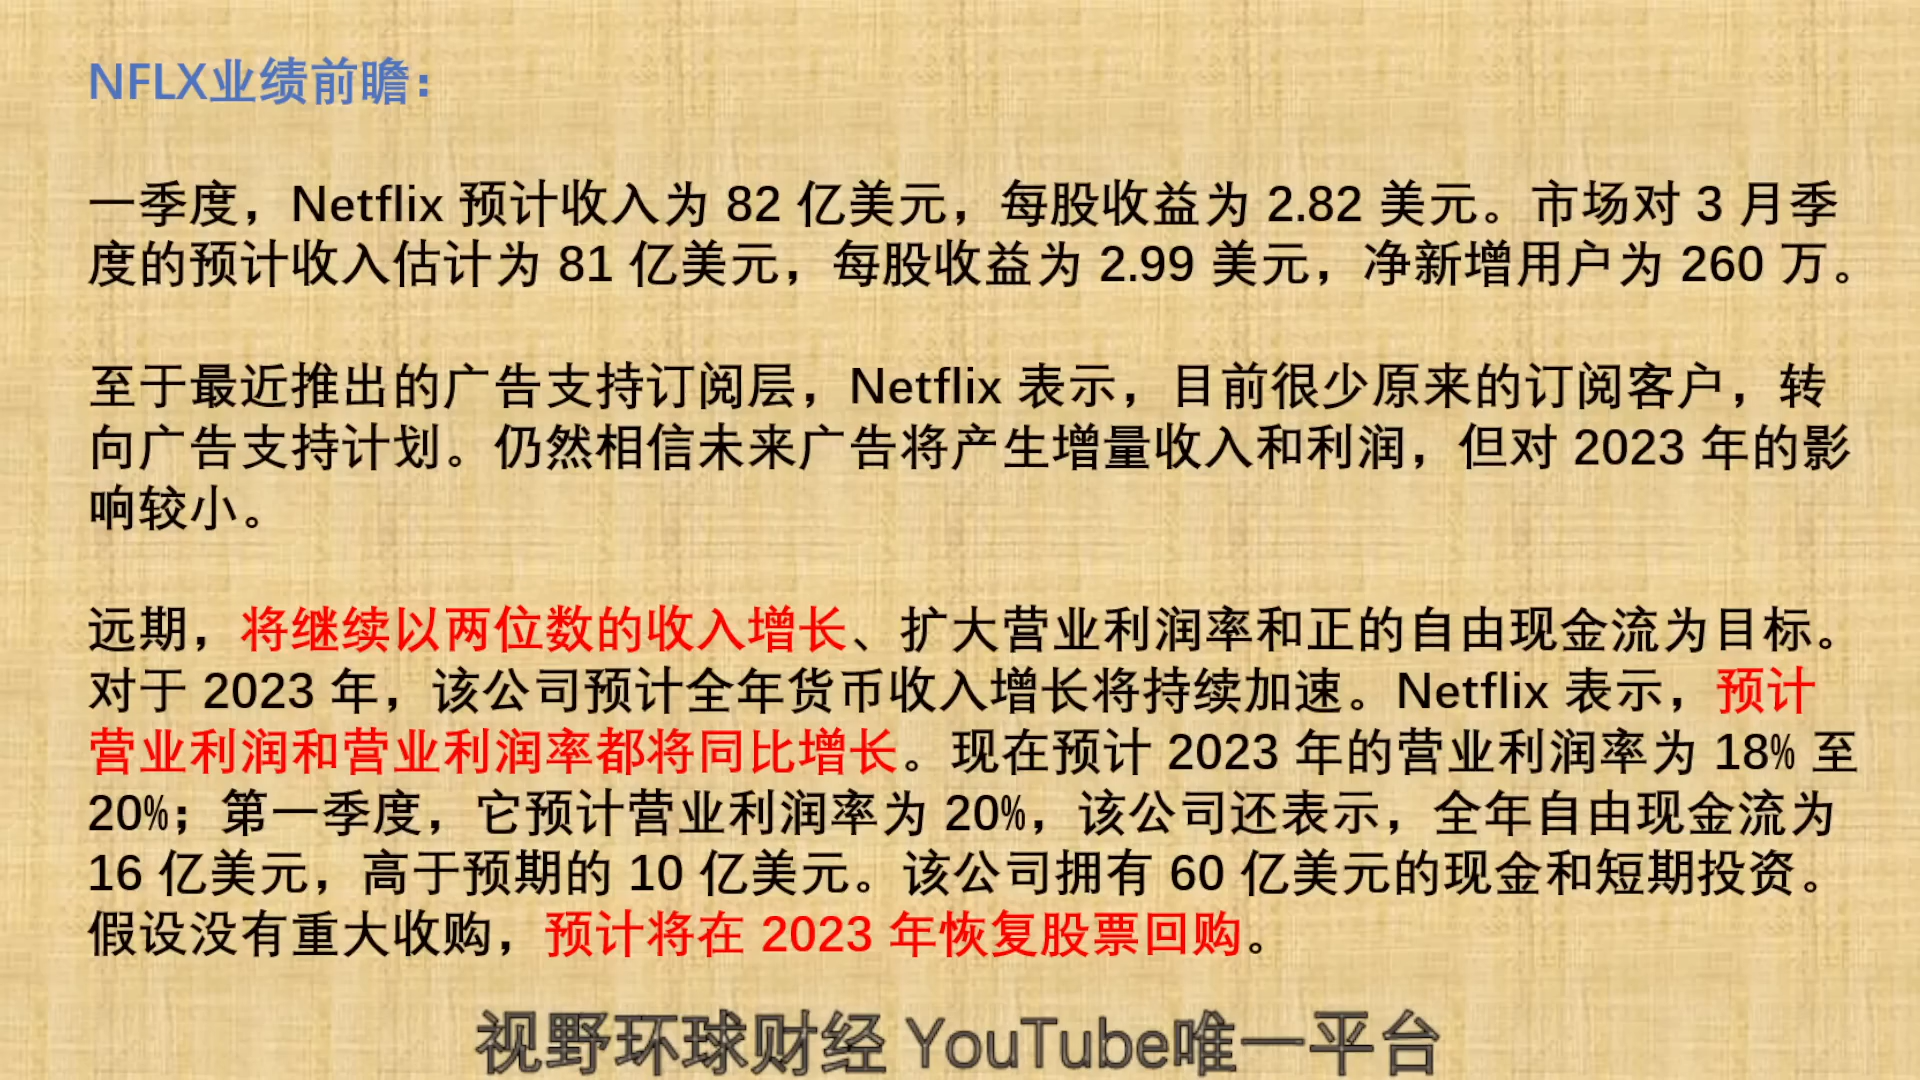 NFLX业绩前瞻：
一季度，Netflix 预计收入为 82 亿美元，每股收益为 2.82 美元。市场对 3 月季
度的预计收入估计为 81 亿美元，每股收益为 2.99 美元，净新增用户为 260 万。
至于最近推出的广告支持订阅层，Netflix 表示，目前很少原来的订阅客户，转
向广告支持计划。仍然相信未来广告将产生增量收入和利润，但对 2023 年的影
响较小。
远期，将继续以两位数的收入增长、扩大营业利润率和正的自由现金流为目标。
对于 2023 年，该公司预计全年货币收入增长将持续加速。Netflix 表示，预计
营业利润和营业利润率都将同比增长。现在预计 2023 年的营业利润率为 18% 至
20%；第一季度，它预计营业利润率为 20%，该公司还表示，全年自由现金流为
16 亿美元，高于预期的 10 亿美元。该公司拥有 60 亿美元的现金和短期投资。
假设没有重大收购，预计将在 2023 年恢复股票回购。
视野环球财经 YouTube唯一平台